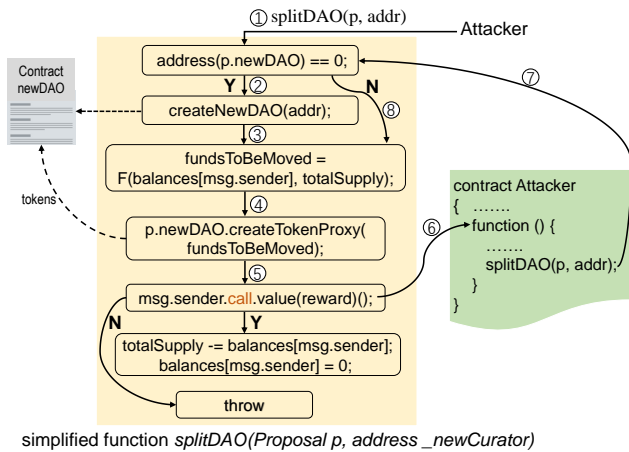 ① splitDAO(p, addr)
Attacker
address(p.newDAO) == 0;
⑦
Contract
newDAO
Y ② N
createNewDAO(addr);
⑧
③
fundsToBeMoved =
F(balances[msg.sender], totalSupply);
contract Attacker
{ …….
function () {
…….
splitDAO(p, addr);
}
}
tokens
④
⑥
p.newDAO.createTokenProxy(
fundsToBeMoved);
⑤
msg.sender.call.value(reward)();
N Y
totalSupply -= balances[msg.sender];
balances[msg.sender] = 0;
throw
simplified function splitDAO(Proposal p, address _newCurator)